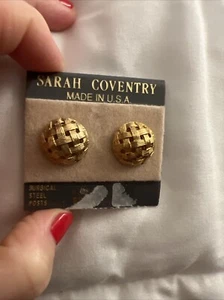 SARAH COVENTRY
MADE IN U.S.A.
SURGICAL
STEEL
POSTS